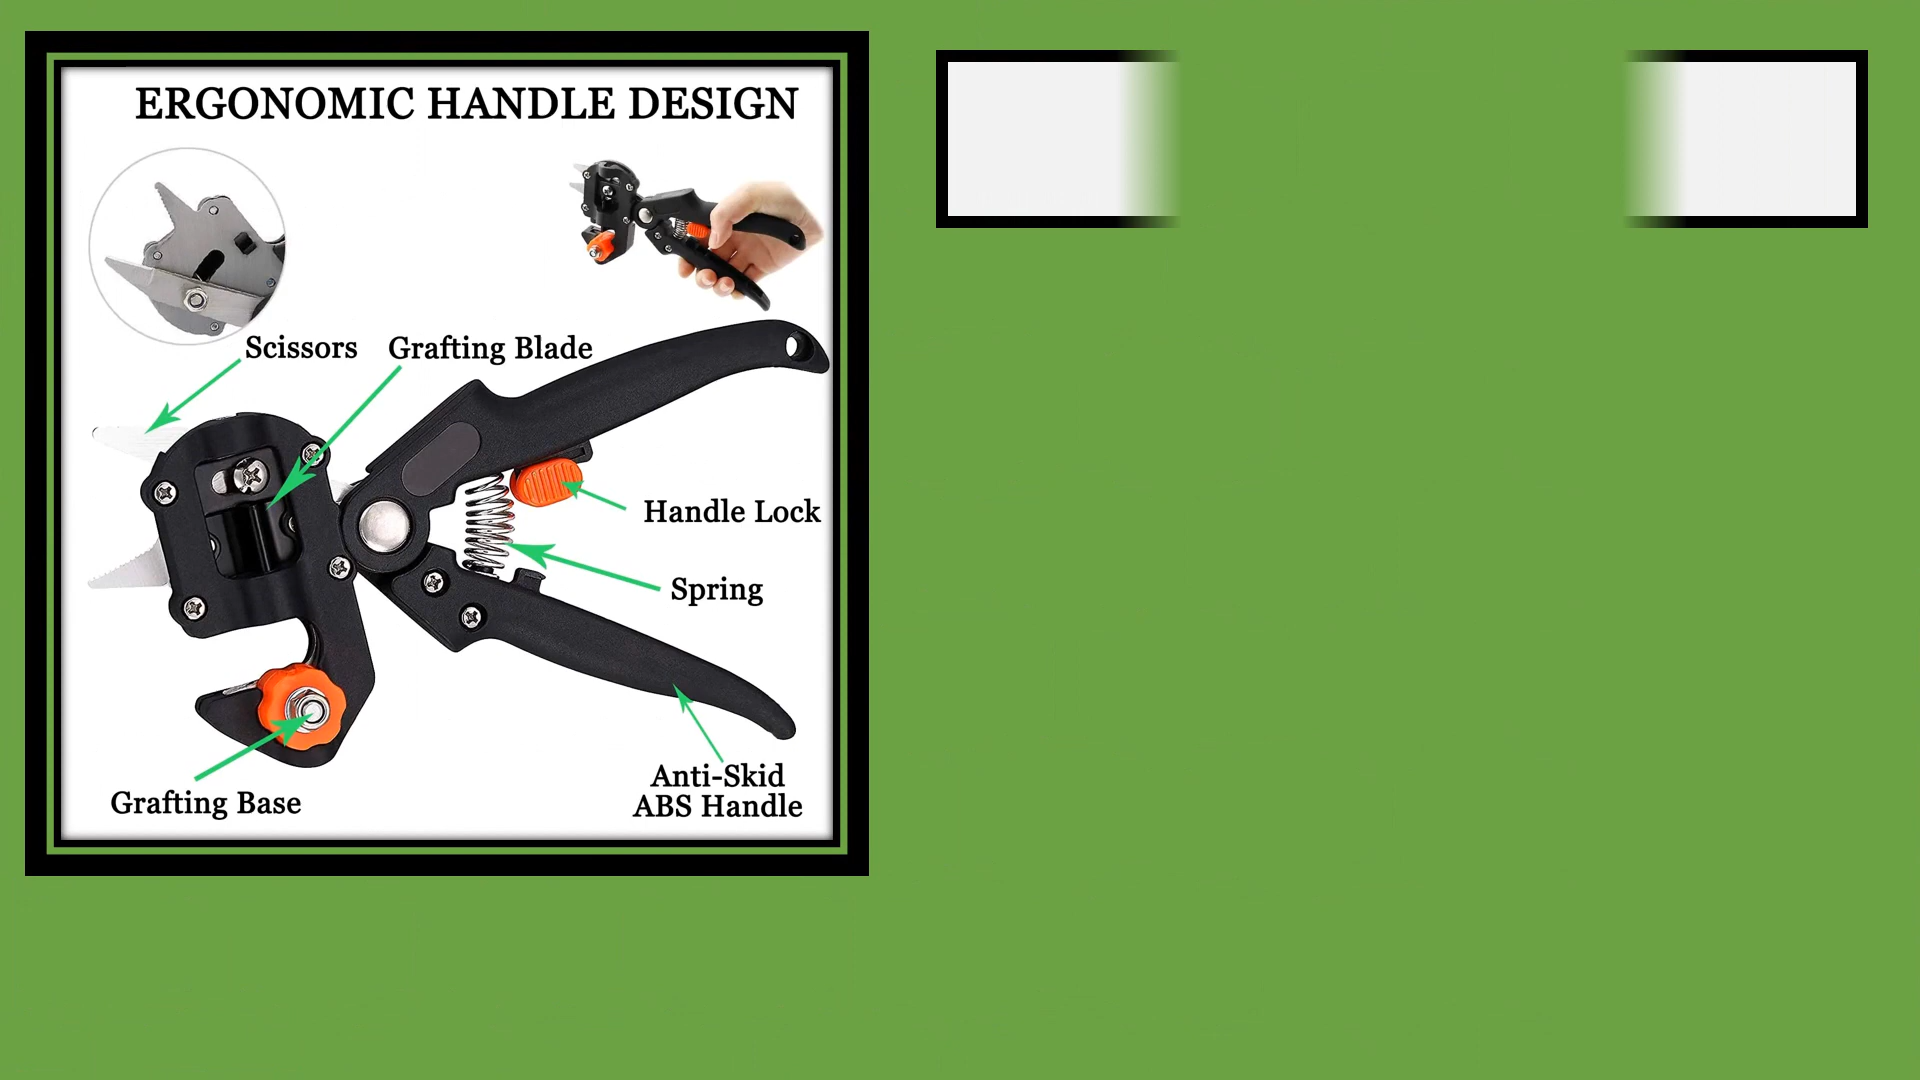 ERGONOMIC HANDLE DESIGN
Scissors
Grafting Blade
Handle Lock
Spring
Grafting Base
Anti-Skid
ABS Handle